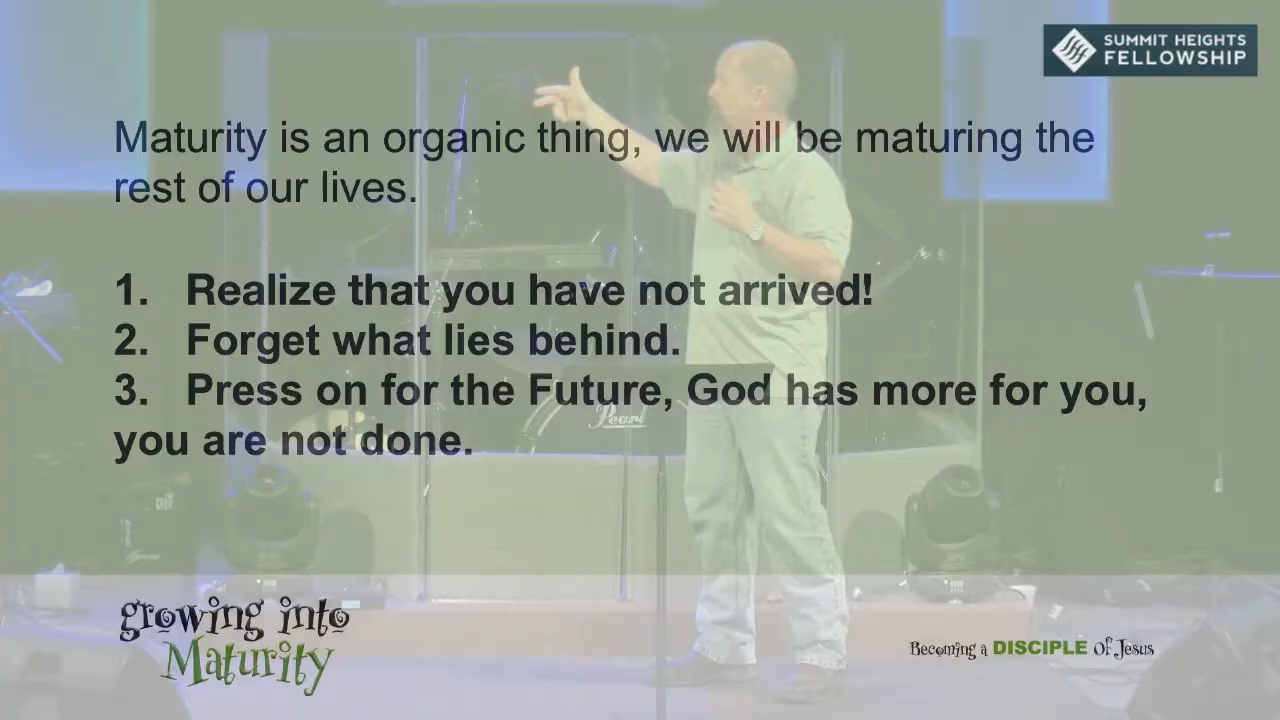 SUMMIT HEIGHTS
FELLOWSHIP
Maturity is an organic thing, we will be maturing the
rest of our lives.
1. Realize that you have not arrived!
2. Forget what lies behind.
3. Press on for the Future, God has more for you,
you are not done.
Pearl
growing into
Maturity
Becoming a DISCIPLE Of Jesus